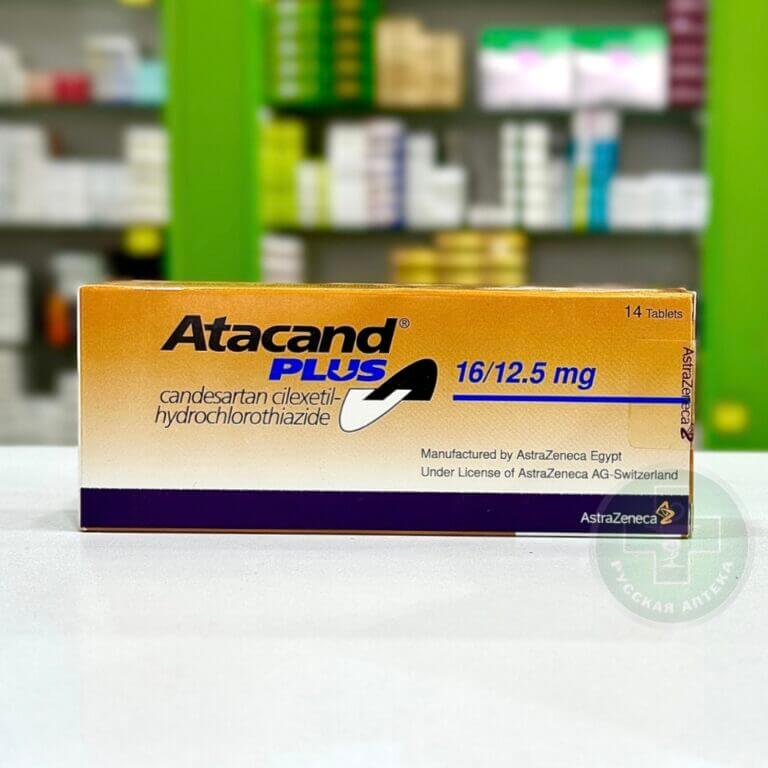 14 Tablets
Atacand®
PLUS
16/12.5 mg
candesartan cilexetil-
hydrochlorothiazide
AstraZeneca
Manufactured by AstraZeneca Egypt
Under License of AstraZeneca AG-Switzerland
AstraZeneca
РУССКАЯ АПТЕКА